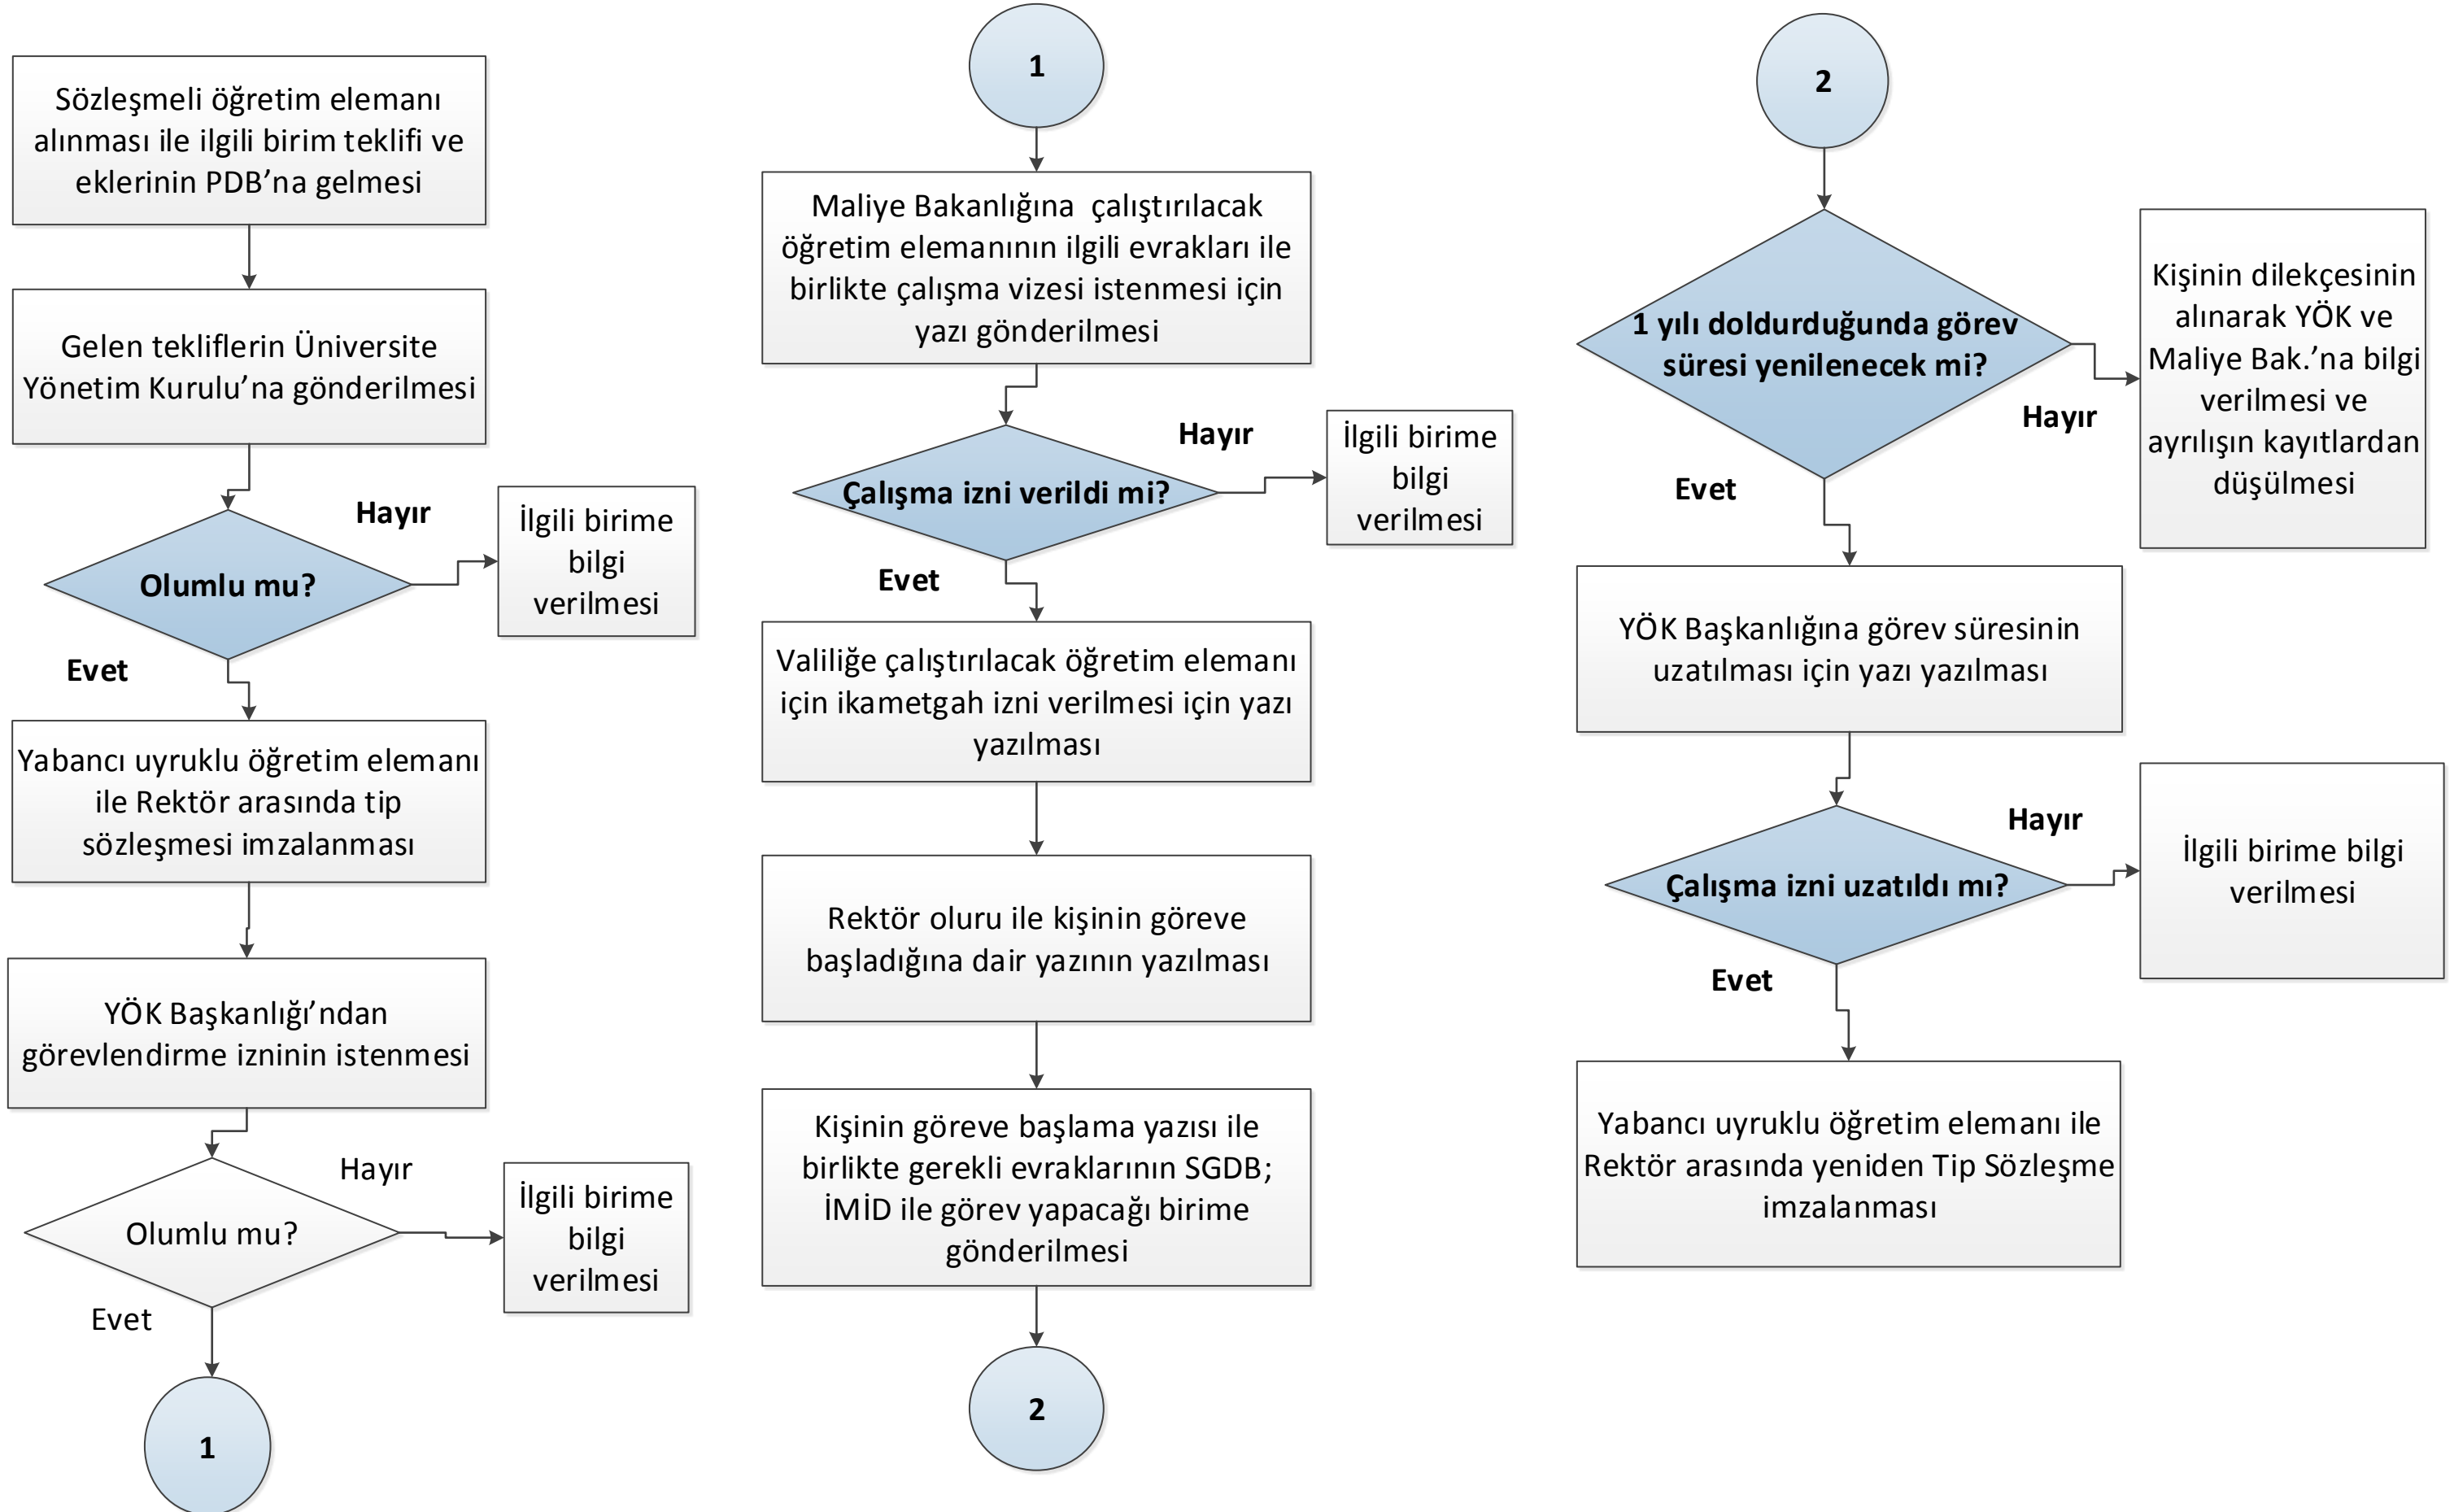 Sözleşmeli öğretim elemanı
alınması ile ilgili birim teklifi ve
eklerinin PDB’na gelmesi
Gelen tekliflerin Üniversite
Yönetim Kurulu’na gönderilmesi
Hayır
İlgili birime
bilgi
verilmesi
Olumlu mu?
Evet
Yabancı uyruklu öğretim elemanı
ile Rektör arasında tip
sözleşmesi imzalanması
YÖK Başkanlığı’ndan
görevlendirme izninin istenmesi
Hayır
İlgili birime
bilgi
verilmesi
Olumlu mu?
Evet
1
1
Maliye Bakanlığına  çalıştırılacak
öğretim elemanının ilgili evrakları ile
birlikte çalışma vizesi istenmesi için
yazı gönderilmesi
Hayır
İlgili birime
bilgi
verilmesi
Çalışma izni verildi mi?
Evet
Valiliğe çalıştırılacak öğretim elemanı
için ikametgah izni verilmesi için yazı
yazılması
Rektör oluru ile kişinin göreve
başladığına dair yazının yazılması
Kişinin göreve başlama yazısı ile
birlikte gerekli evraklarının SGDB;
İMİD ile görev yapacağı birime
gönderilmesi
2
2
1 yılı doldurduğunda görev
süresi yenilenecek mi?
Hayır
Kişinin dilekçesinin
alınarak YÖK ve
Maliye Bak.’na bilgi
verilmesi ve
ayrılışın kayıtlardan
düşülmesi
Evet
YÖK Başkanlığına görev süresinin
uzatılması için yazı yazılması
Hayır
İlgili birime bilgi
verilmesi
Çalışma izni uzatıldı mı?
Evet
Yabancı uyruklu öğretim elemanı ile
Rektör arasında yeniden Tip Sözleşme
imzalanması